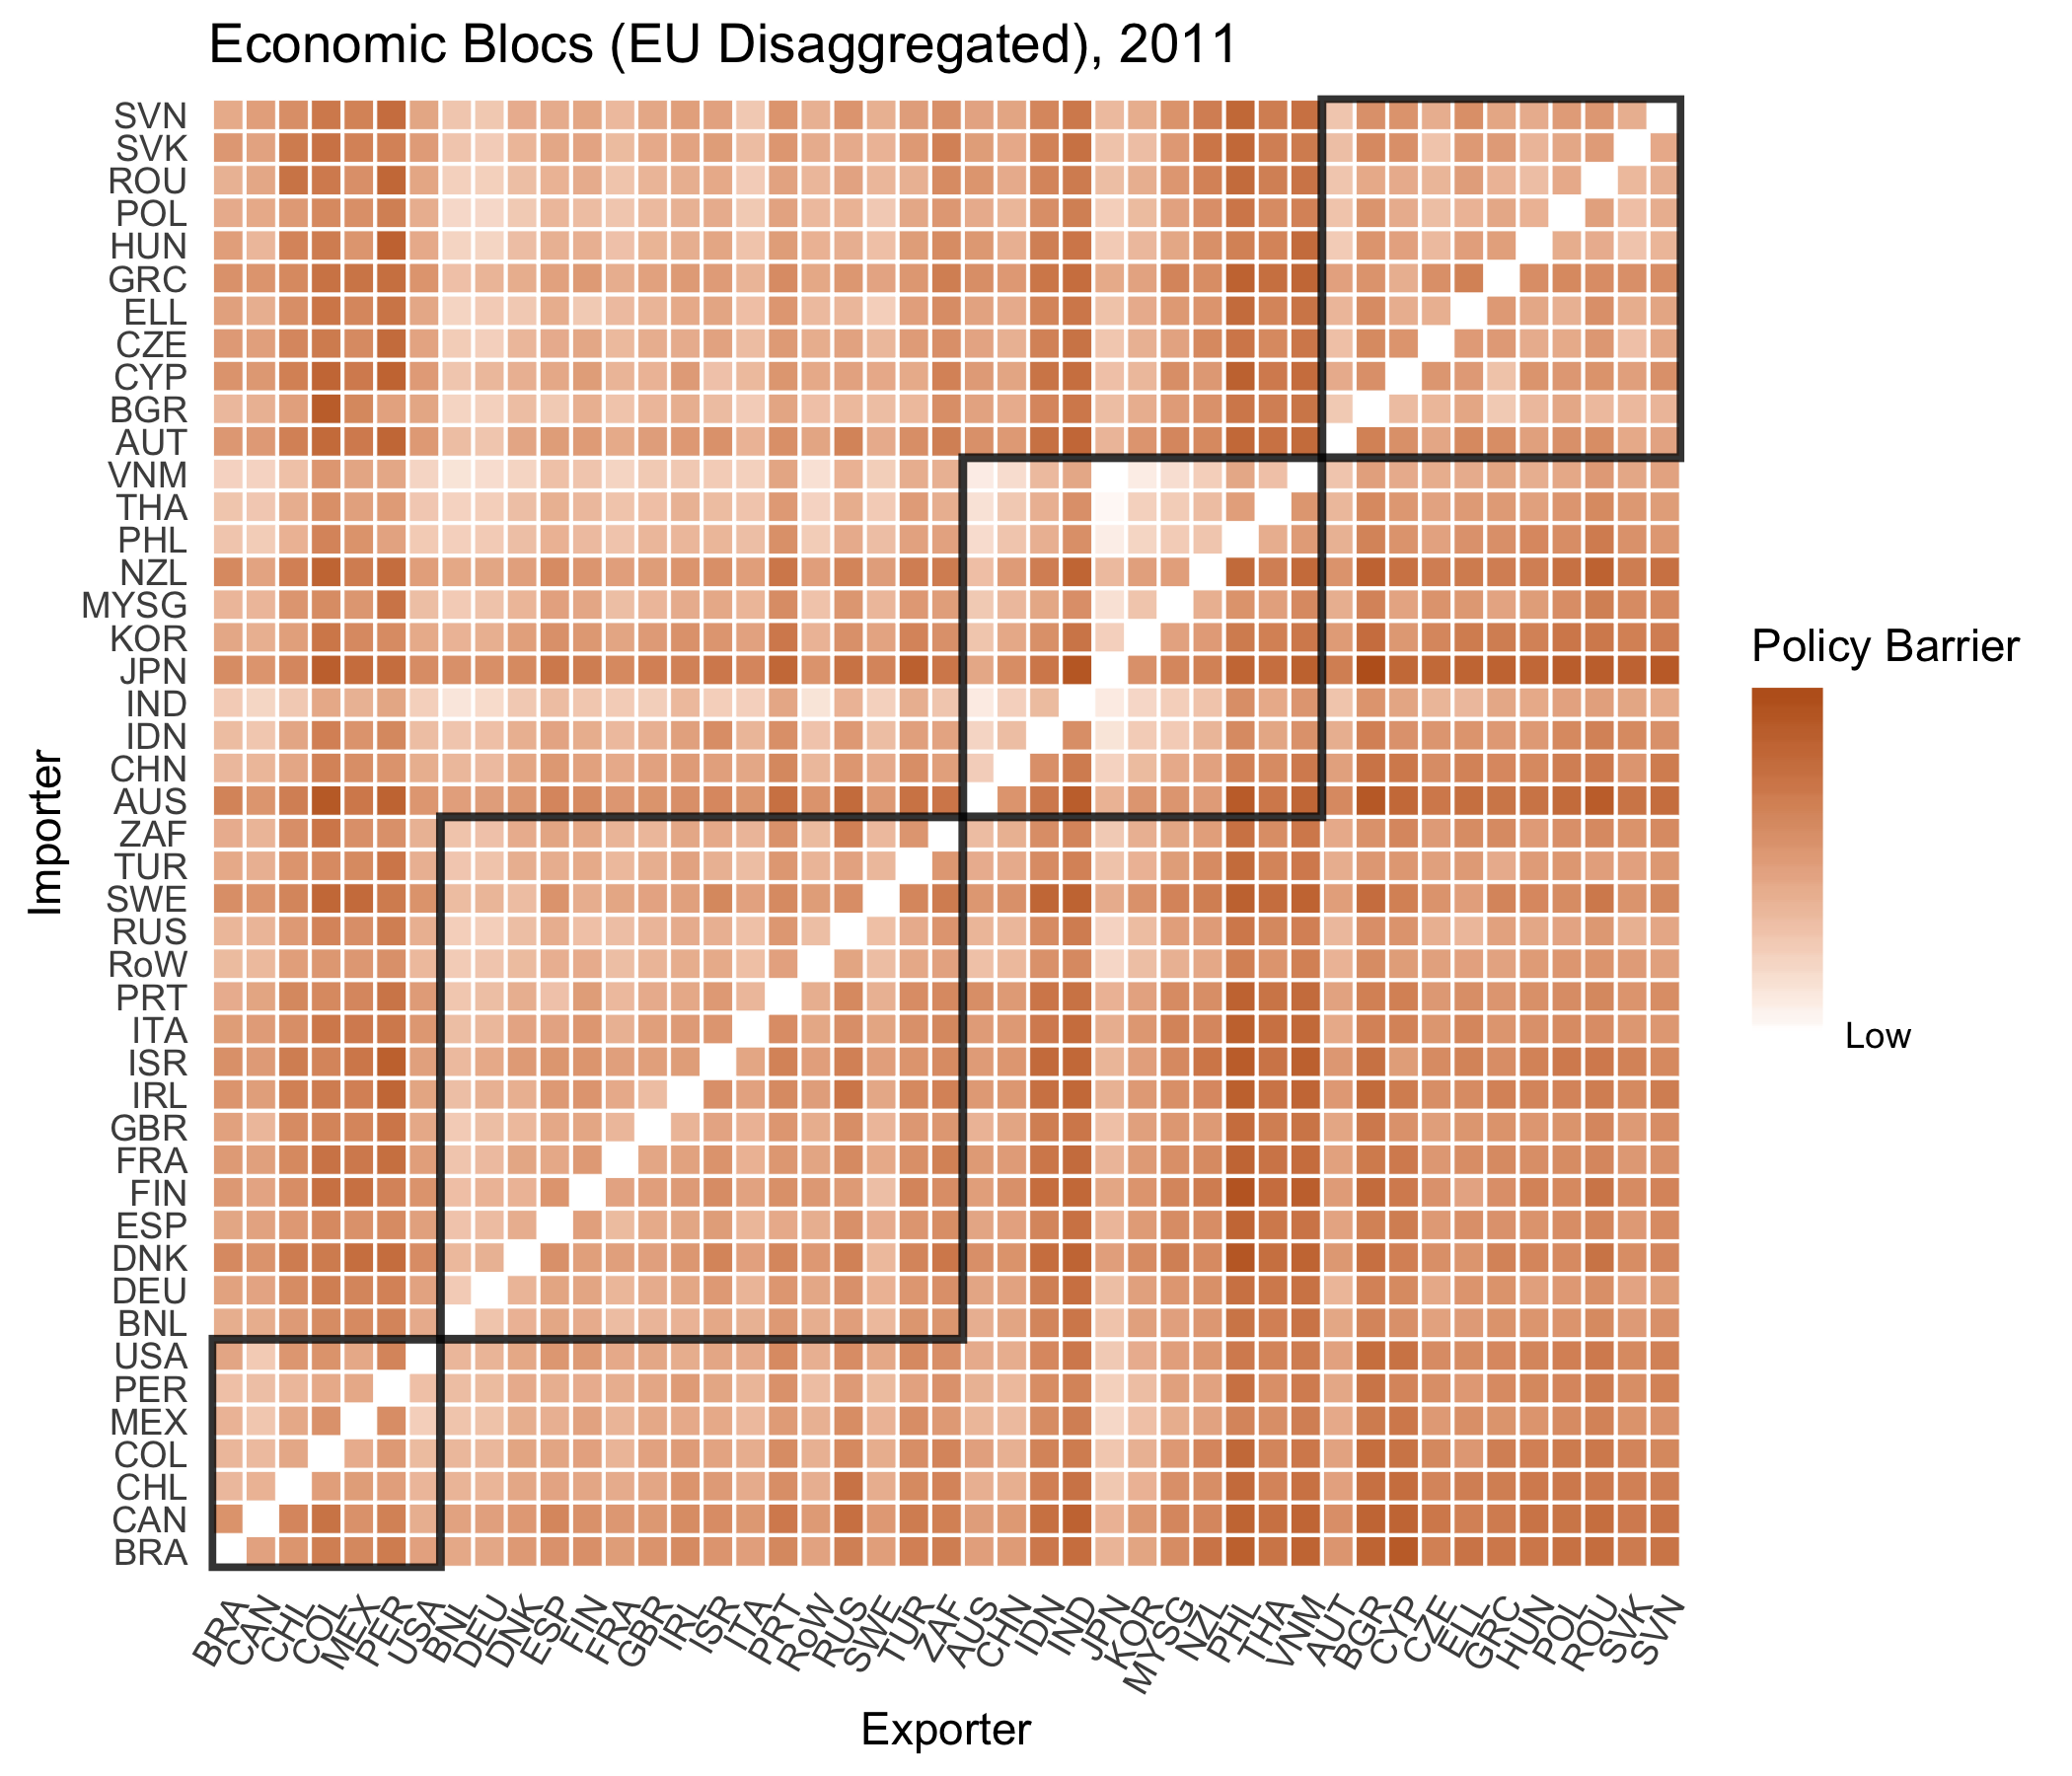 Economic Blocs (EU Disaggregated), 2011
SVN
SVK
ROU
POL
HUN
GRC
ELL
CZE
CYP
BGR
AUT
VNM
THA
PHL
NZL
MYSG
KOR
JPN
IND
IDN
CHN
AUS
ZAF
TUR
SWE
RUS
RoW
PRT
ITA
ISR
IRL
GBR
FRA
FIN
ESP
DNK
DEU
BNL
USA
PER
MEX
COL
CHL
CAN
BRA
Importer
BRA
CAN
CHL
COL
MEX
PER
USA
BNL
DEU
DNK
ESP
FIN
FRA
GBR
IRL
ISR
ITA
PRT
RoW
RUS
SWE
TUR
ZAF
AUS
CHN
IDN
IND
JPN
KOR
MYSG
NZL
PHL
THA
VNM
AUT
BGR
CYP
CZE
ELL
GRC
HUN
POL
ROU
SVK
SVN
Exporter
Policy Barrier
Low